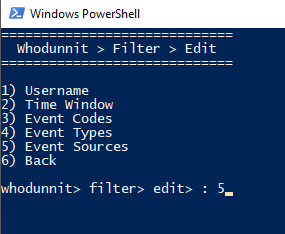 Windows PowerShell
==============================
Whodunnit > Filter > Edit
==============================
1) Username
2) Time Window
3) Event Codes
4) Event Types
5) Event Sources
6) Back
whodunnit> filter> edit> : 5_